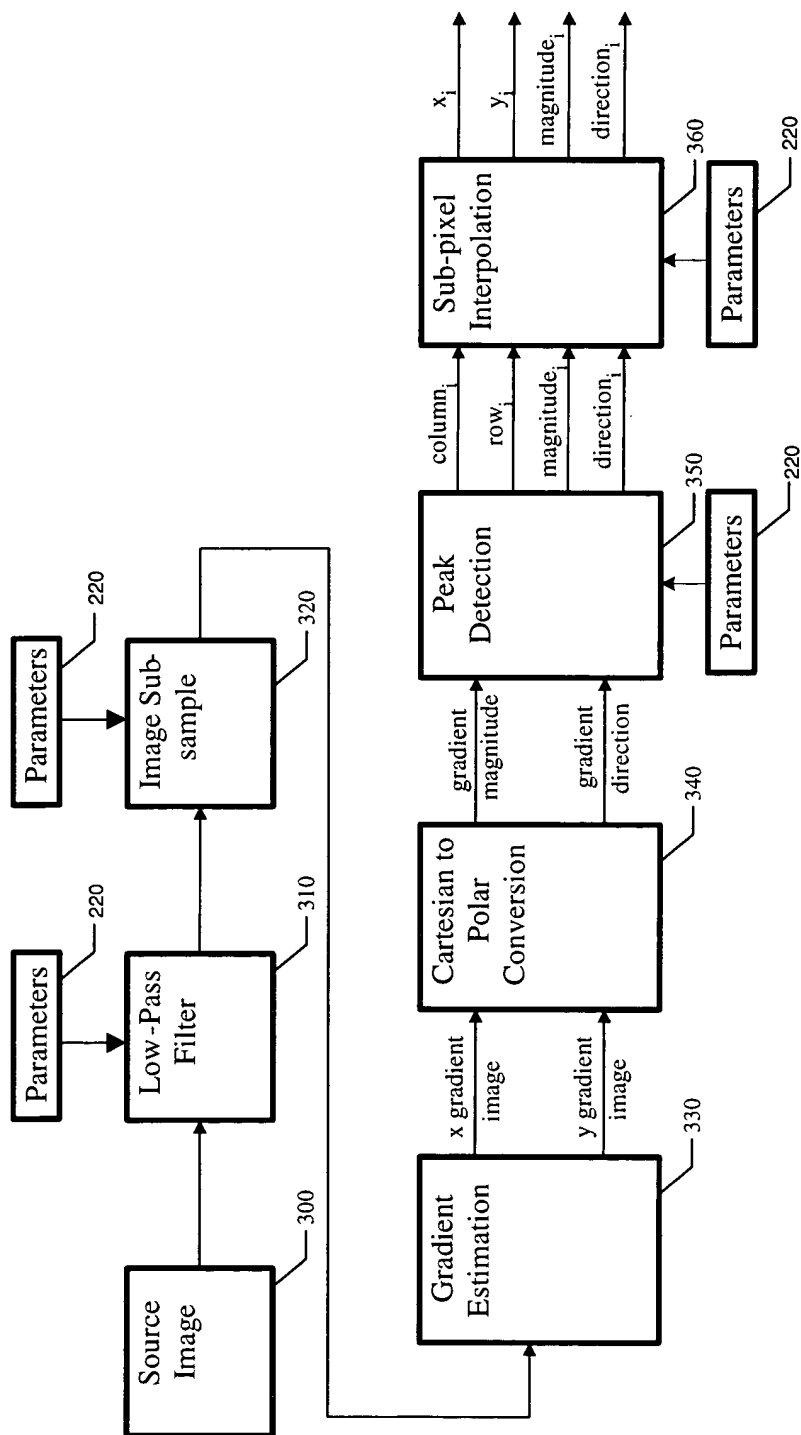 Parameters
220
Parameters
220
Source
Image
300
Low-Pass
Filter
310
Image Sub-
sample
320
Gradient
Estimation
330
x gradient
image
y gradient
image
Cartesian to
Polar
Conversion
340
gradient
magnitude
gradient
direction
Peak
Detection
350
Parameters
220
column_i
row_i
magnitude_i
direction_i
Sub-pixel
Interpolation
360
Parameters
220
x_i
y_i
magnitude_i
direction_i